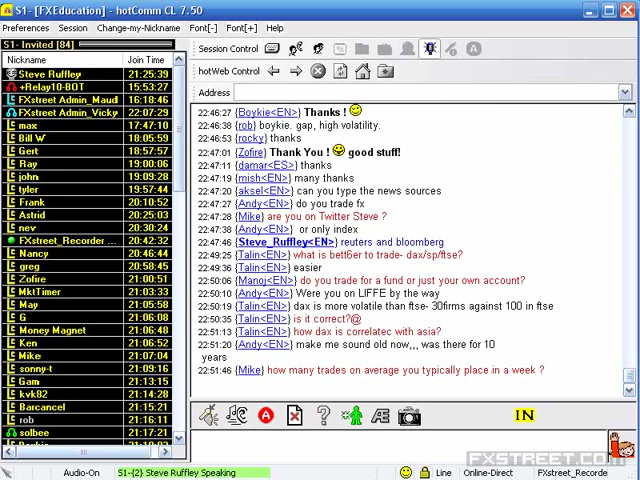 S1- [FXEducation] - hotComm CL 7.50
Preferences Session Change-my-Nickname Font[-] Font[+] Help
S1- Invited [84]
Nickname Join Time
Steve Ruffley 21:25:39
+Relay10-BOT 15:53:27
FXstreet Admin_Maud 16:18:46
FXstreet Admin_Vicky 22:07:29
max 17:47:10
Bill W 18:05:59
Gert 18:57:57
Ray 19:00:06
john 19:09:28
tyler 19:57:44
Frank 20:10:52
Astrid 20:25:03
nev 20:30:24
FXstreet_Recorder ... 20:42:32
Nancy 20:46:44
greg 20:58:45
Zofire 21:00:51
MktTimer 21:03:33
May 21:05:58
G 21:06:08
Money Magnet 21:06:48
Ken 21:06:52
Mike 21:07:04
sonny-t 21:09:16
Gam 21:13:15
kvk82 21:14:28
Barcancel 21:15:21
rob 21:16:11
solbee 21:17:21
Session Control
hotWeb Control
Address
22:46:27 {Boykie<EN>} Thanks !
22:46:38 {rob} boykie. gap, high volatility.
22:46:53 {rocky} thanks
22:47:01 {Zofire} Thank You ! good stuff!
22:47:11 {damar<ES>} thanks
22:47:19 {mish<EN>} many thanks
22:47:20 {aksel<EN>} can you type the news sources
22:47:27 {Andy<EN>} do you trade fx
22:47:28 {Mike} are you on Twitter Steve ?
22:47:38 {Andy<EN>} or only index
22:47:46 {Steve_Ruffley<EN>} reuters and bloomberg
22:49:25 {Talin<EN>} what is bett6er to trade- dax/sp/ftse?
22:49:36 {Talin<EN>} easier
22:50:06 {Manoj<EN>} do you trade for a fund or just your own account?
22:50:10 {Andy<EN>} Were you on LIFFE by the way
22:50:19 {Talin<EN>} dax is more volatile than ftse- 30firms against 100 in ftse
22:50:35 {Talin<EN>} is it correct?@
22:51:13 {Talin<EN>} how dax is correlatec with asia?
22:51:20 {Andy<EN>} make me sound old now,,, was there for 10
years
22:51:46 {Mike} how many trades on average you typically place in a week ?
IN
FXSTREET.COM
Audio-On S1-{2} Steve Ruffley Speaking Line Online-Direct FXstreet_Recorde